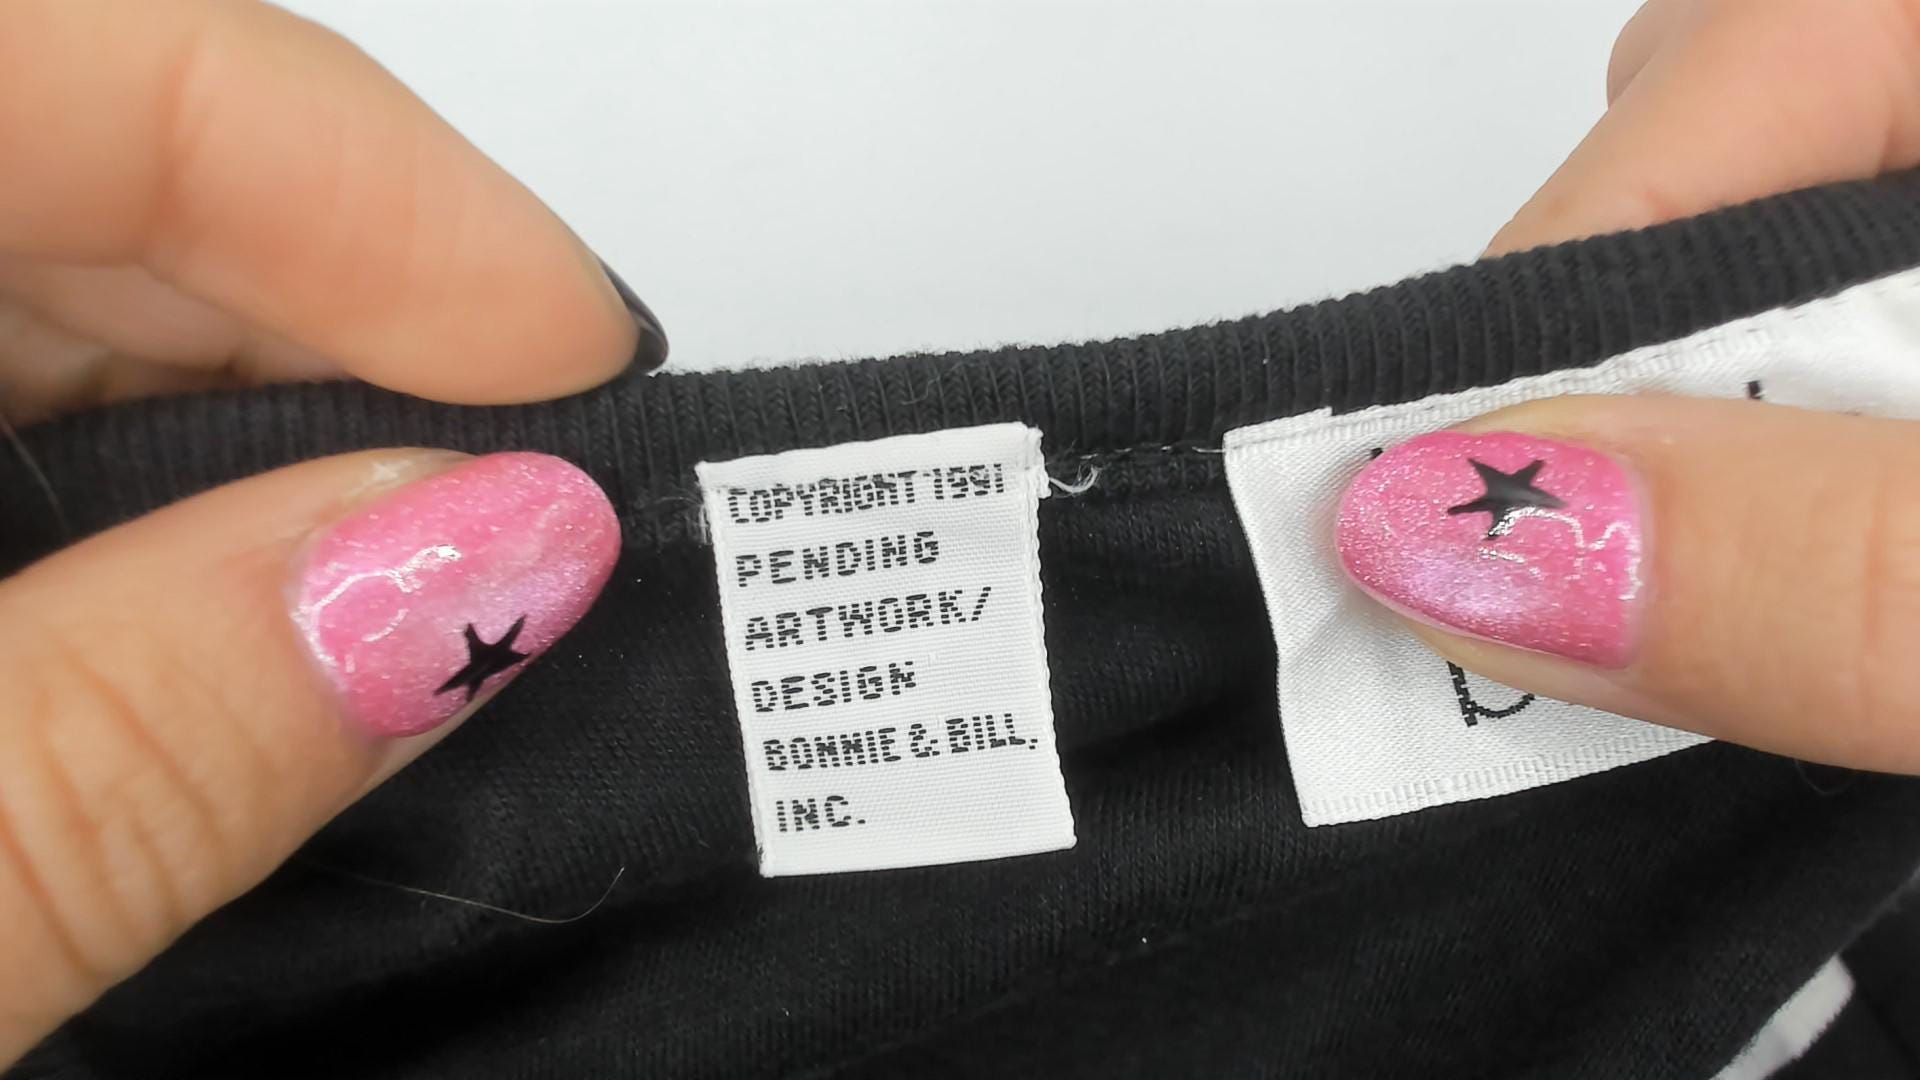 COPYRIGHT 1991
PENDING
ARTWORK/
DESIGN
BONNIE & BILL,
INC.